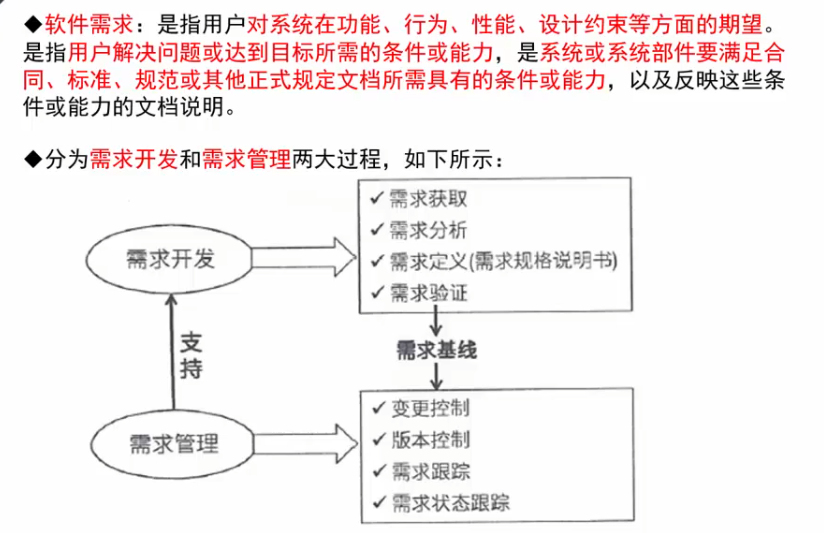 ◆软件需求：是指用户对系统在功能、行为、性能、设计约束等方面的期望。
是指用户解决问题或达到目标所需的条件或能力，是系统或系统部件要满足合
同、标准、规范或其他正式规定文档所需具有的条件或能力，以及反映这些条
件或能力的文档说明。
◆分为需求开发和需求管理两大过程，如下所示：
需求开发
✓需求获取
✓需求分析
✓需求定义(需求规格说明书)
✓需求验证
支
持
需求基线
需求管理
✓变更控制
✓版本控制
✓需求跟踪
✓需求状态跟踪